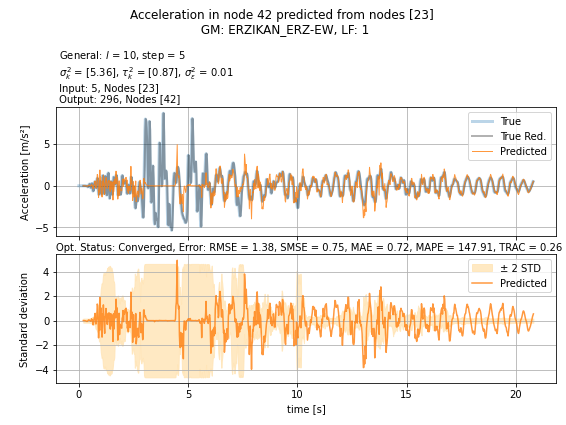 Acceleration in node 42 predicted from nodes [23]
GM: ERZIKAN_ERZ-EW, LF: 1
General: l = 10, step = 5
σ²ₖ = [5.36], τ²ₖ = [0.87], σ²ε = 0.01
Input: 5, Nodes [23]
Output: 296, Nodes [42]
Acceleration [m/s²]
5
0
−5
True
True Red.
Predicted
Opt. Status: Converged, Error: RMSE = 1.38, SMSE = 0.75, MAE = 0.72, MAPE = 147.91, TRAC = 0.26
Standard deviation
4
2
0
−2
−4
± 2 STD
Predicted
0 5 10 15 20
time [s]